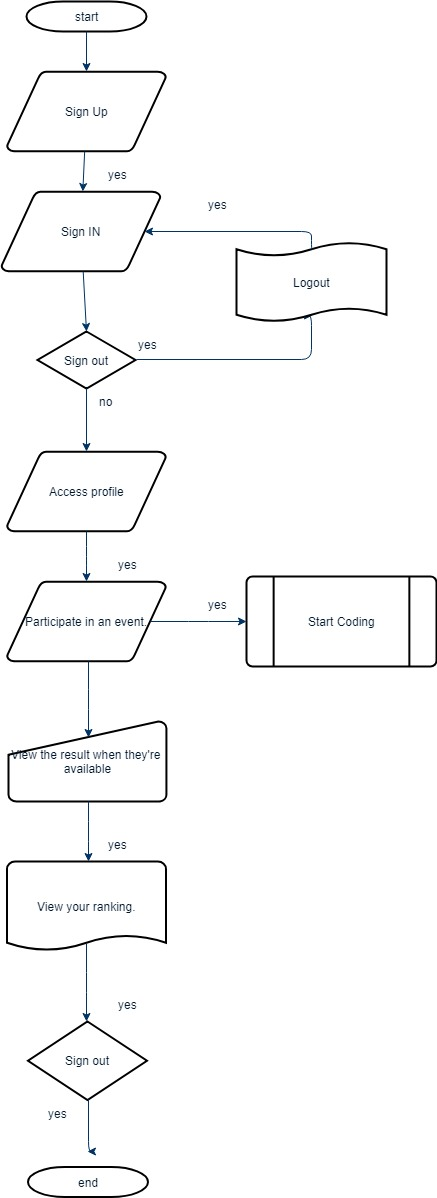 start
Sign Up
yes
yes
Sign IN
Logout
yes
Sign out
no
Access profile
yes
yes
Participate in an event.
Start Coding
View the result when they're
available
yes
View your ranking.
yes
Sign out
yes
end